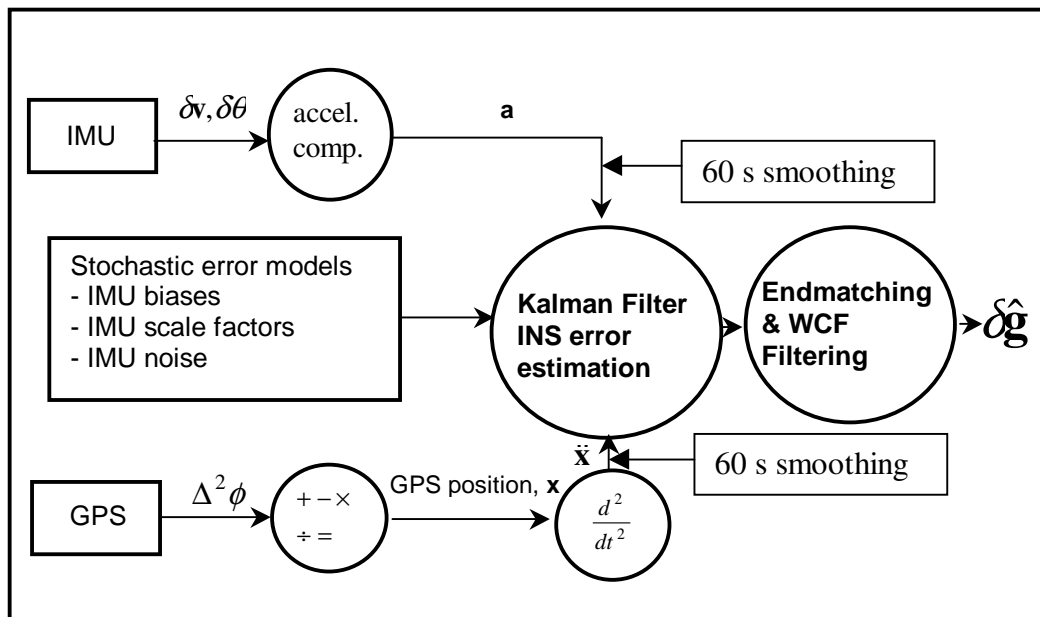 IMU
δv, δθ
accel.
comp.
a
60 s smoothing
Stochastic error models
- IMU biases
- IMU scale factors
- IMU noise
Kalman Filter
INS error
estimation
Endmatching
& WCF
Filtering
δĝ
GPS
Δ²ϕ
+ − ×
÷ =
GPS position, x
ẍ
d²
dt²
60 s smoothing